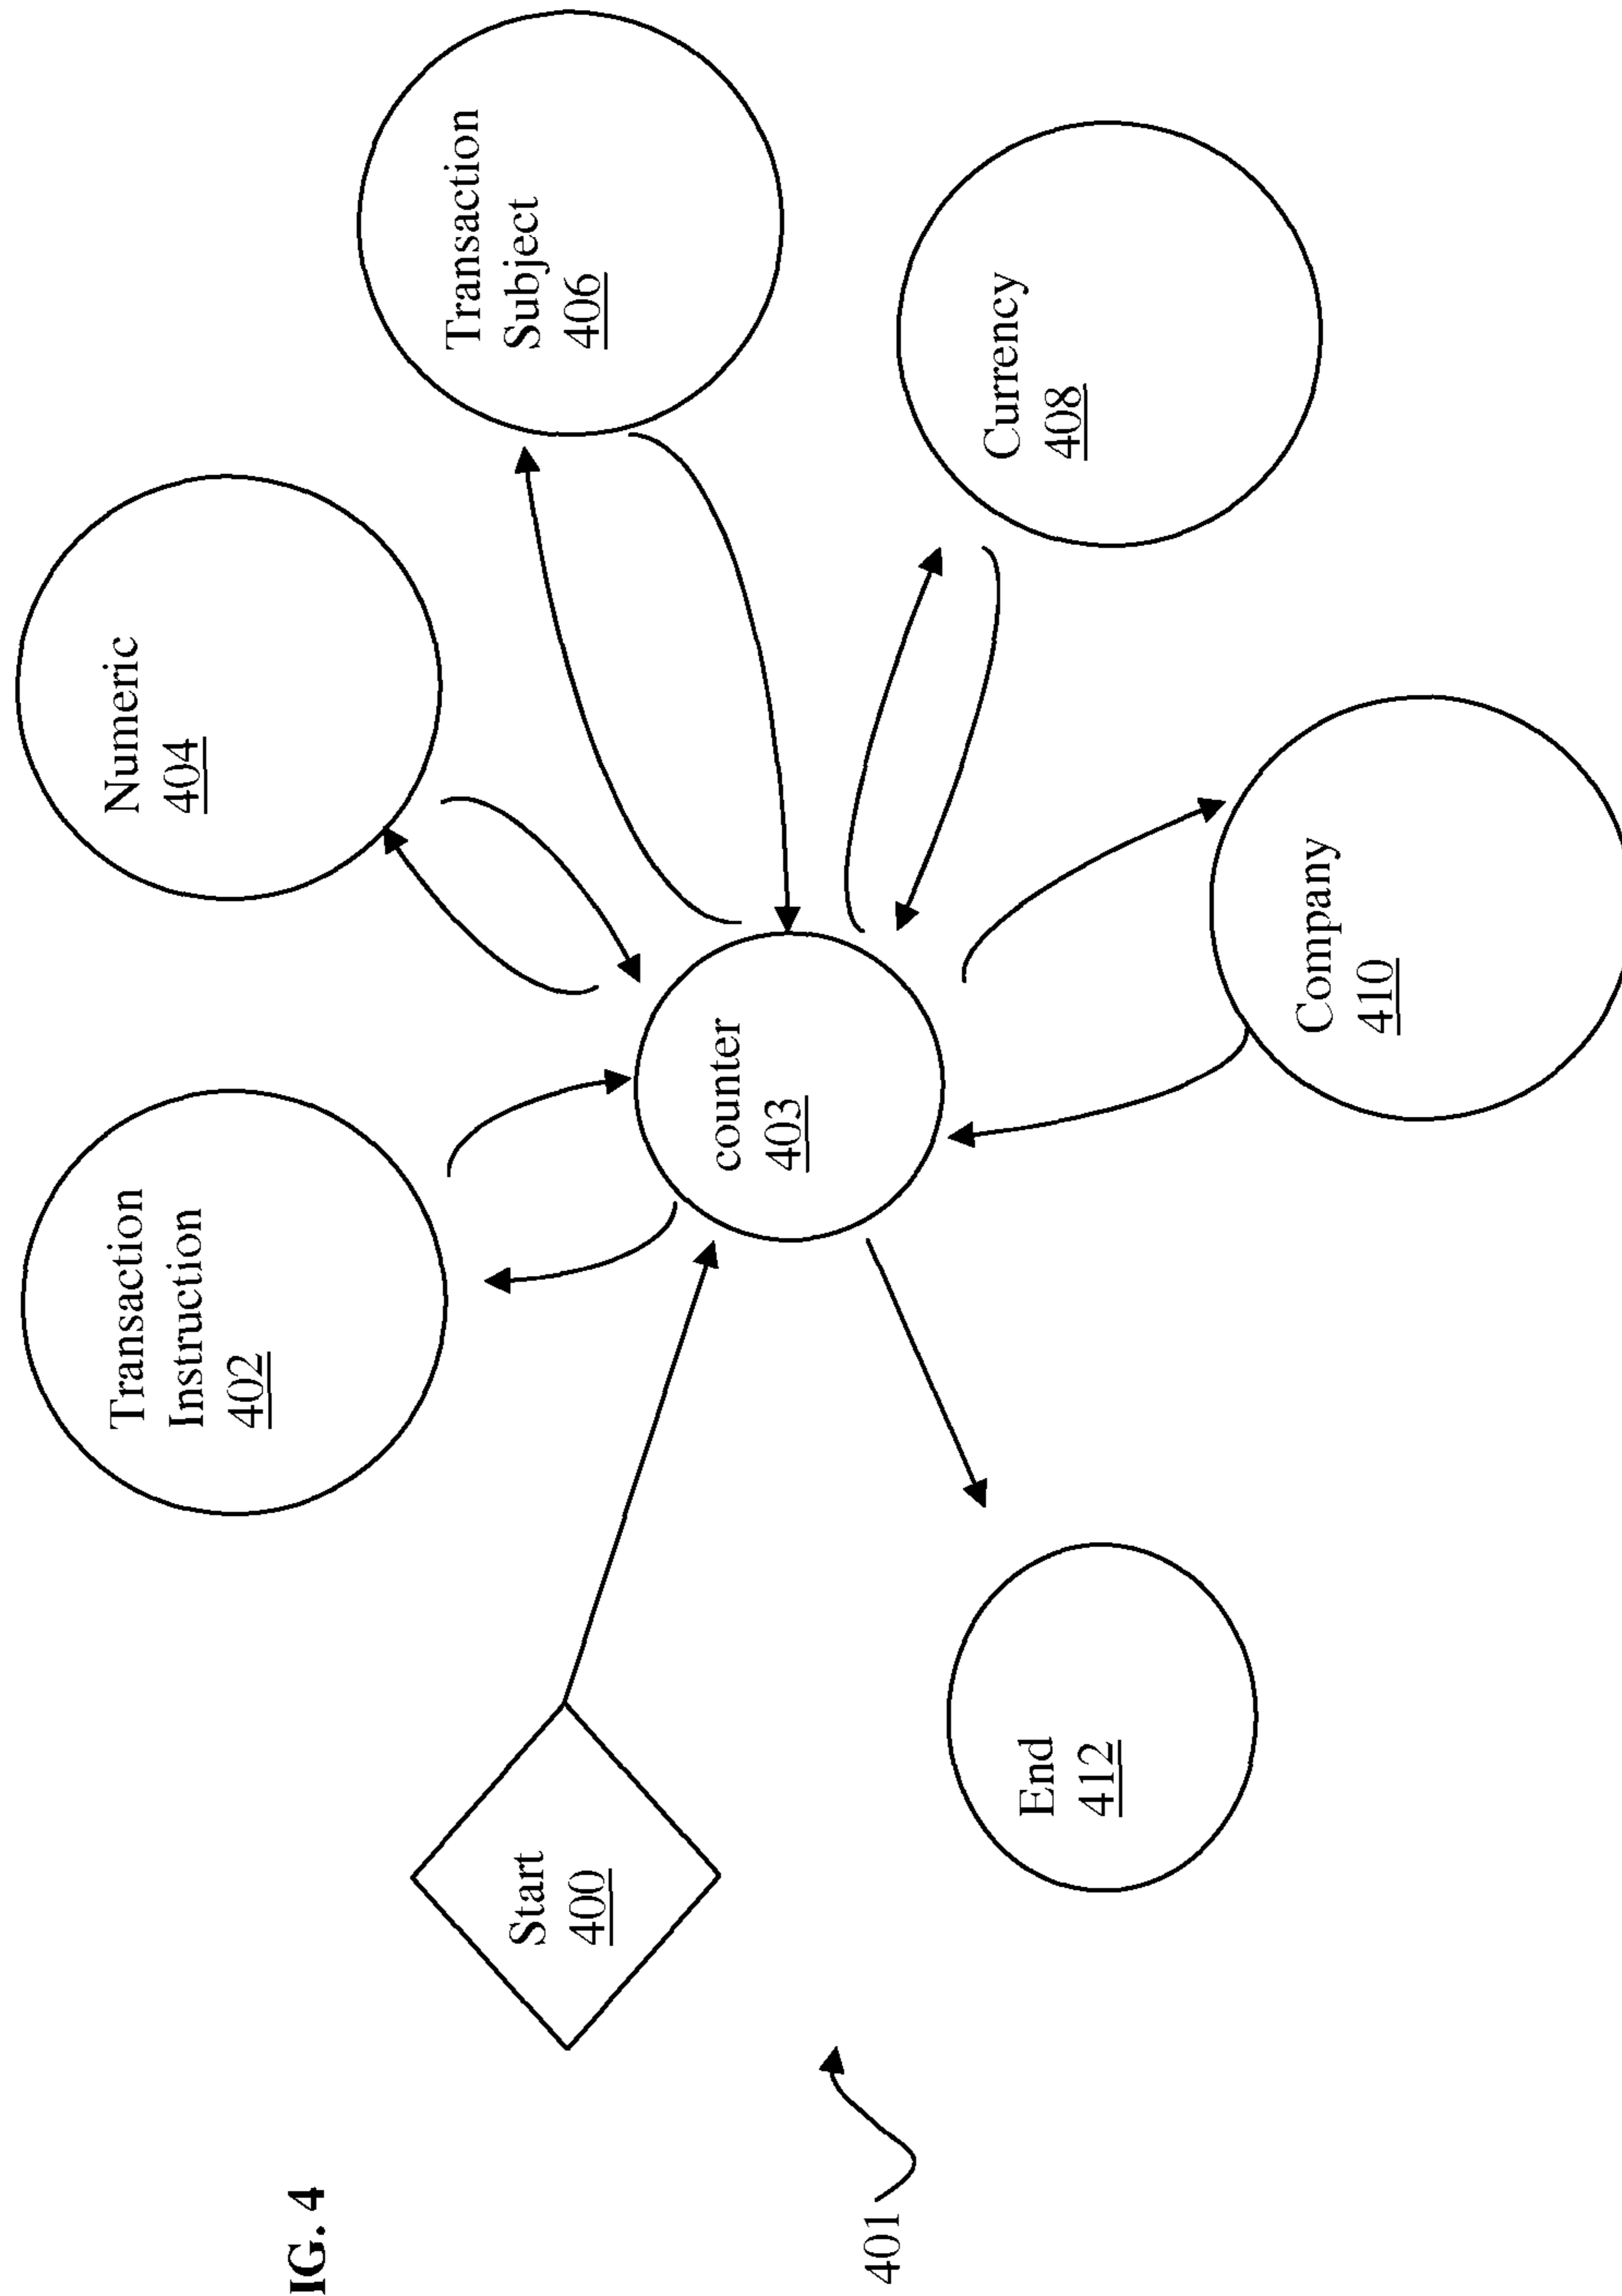 IG. 4
Transaction
Instruction
402
Numeric
404
Transaction
Subject
406
Start
400
counter
403
401
End
412
Currency
408
Company
410